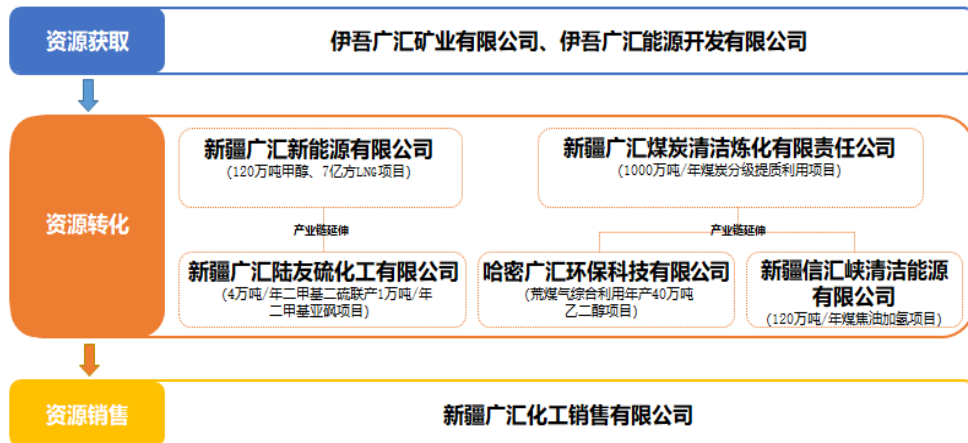 资源获取
伊吾广汇矿业有限公司、伊吾广汇能源开发有限公司
资源转化
新疆广汇新能源有限公司
(120万吨甲醇、7亿方LNG项目)
新疆广汇煤炭清洁炼化有限责任公司
(1000万吨/年煤炭分级提质利用项目)
产业链延伸
产业链延伸
新疆广汇陆友硫化工有限公司
(4万吨/年二甲基二硫联产1万吨/年
二甲基亚砜项目)
哈密广汇环保科技有限公司
(荒煤气综合利用年产40万吨
乙二醇项目)
新疆信汇峡清洁能源
有限公司
(120万吨/年煤焦油加氢项目)
资源销售
新疆广汇化工销售有限公司